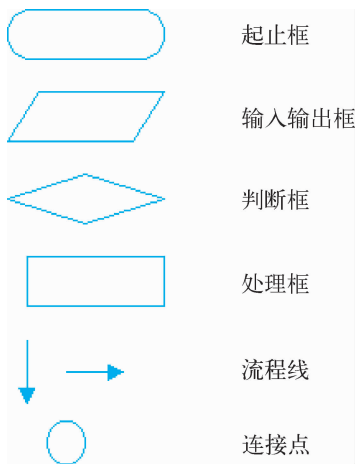 起止框
输入输出框
判断框
处理框
流程线
连接点